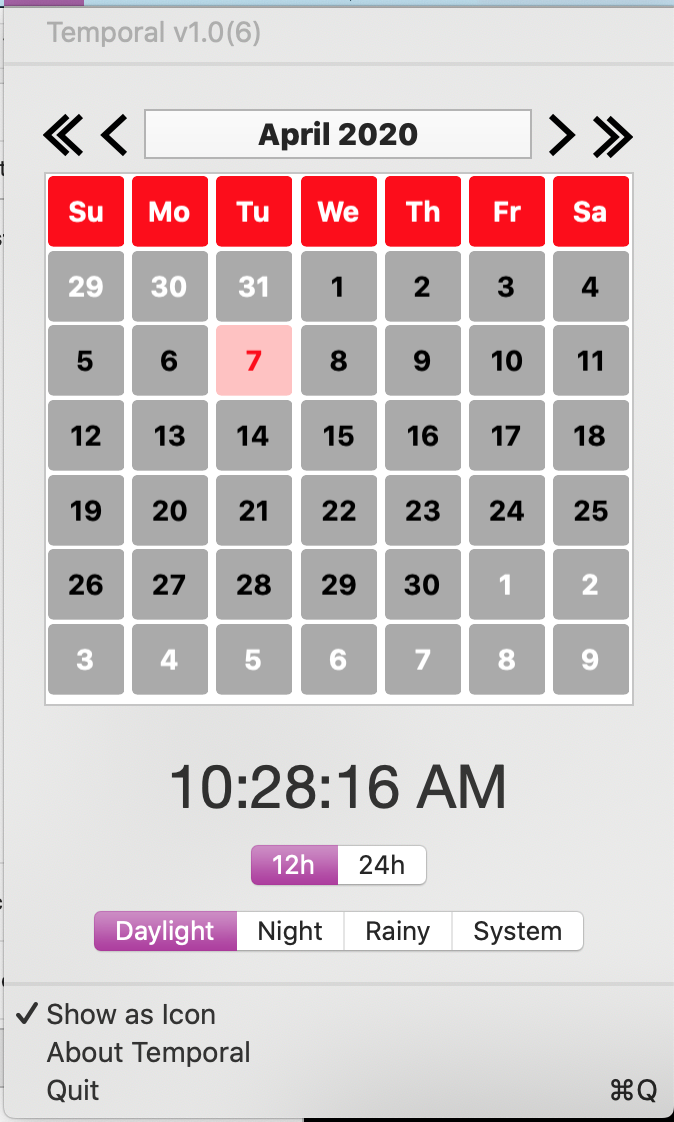 Temporal v1.0(6)
April 2020
Su Mo Tu We Th Fr Sa
29 30 31 1 2 3 4
5 6 7 8 9 10 11
12 13 14 15 16 17 18
19 20 21 22 23 24 25
26 27 28 29 30 1 2
3 4 5 6 7 8 9
10:28:16 AM
12h 24h
Daylight Night Rainy System
✓ Show as Icon
About Temporal
Quit ⌘Q